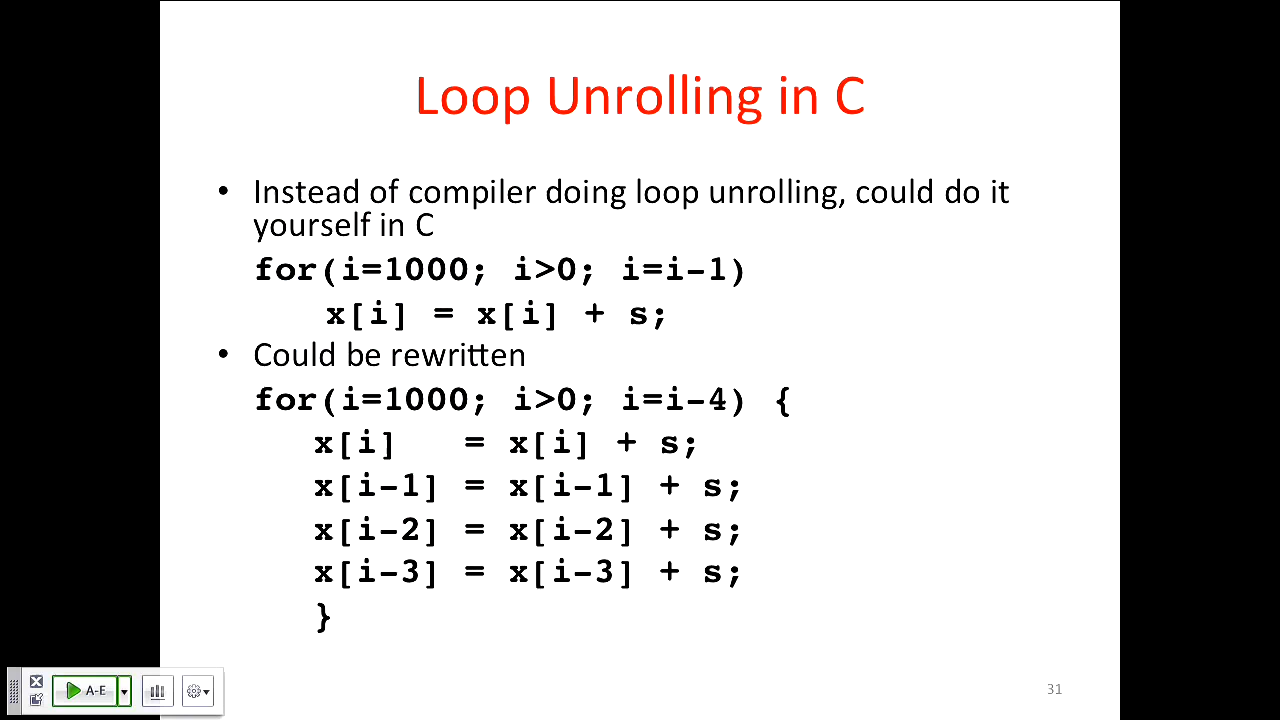 Loop Unrolling in C
• Instead of compiler doing loop unrolling, could do it
yourself in C
for(i=1000; i>0; i=i-1)
x[i] = x[i] + s;
• Could be rewritten
for(i=1000; i>0; i=i-4) {
x[i] = x[i] + s;
x[i-1] = x[i-1] + s;
x[i-2] = x[i-2] + s;
x[i-3] = x[i-3] + s;
}
A-E
31